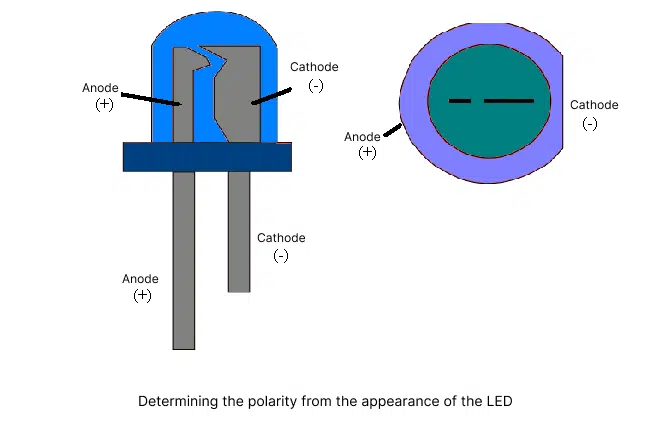 Anode
(+)
Cathode
(-)
Cathode
(-)
Anode
(+)
Cathode
(-)
Anode
(+)
Determining the polarity from the appearance of the LED